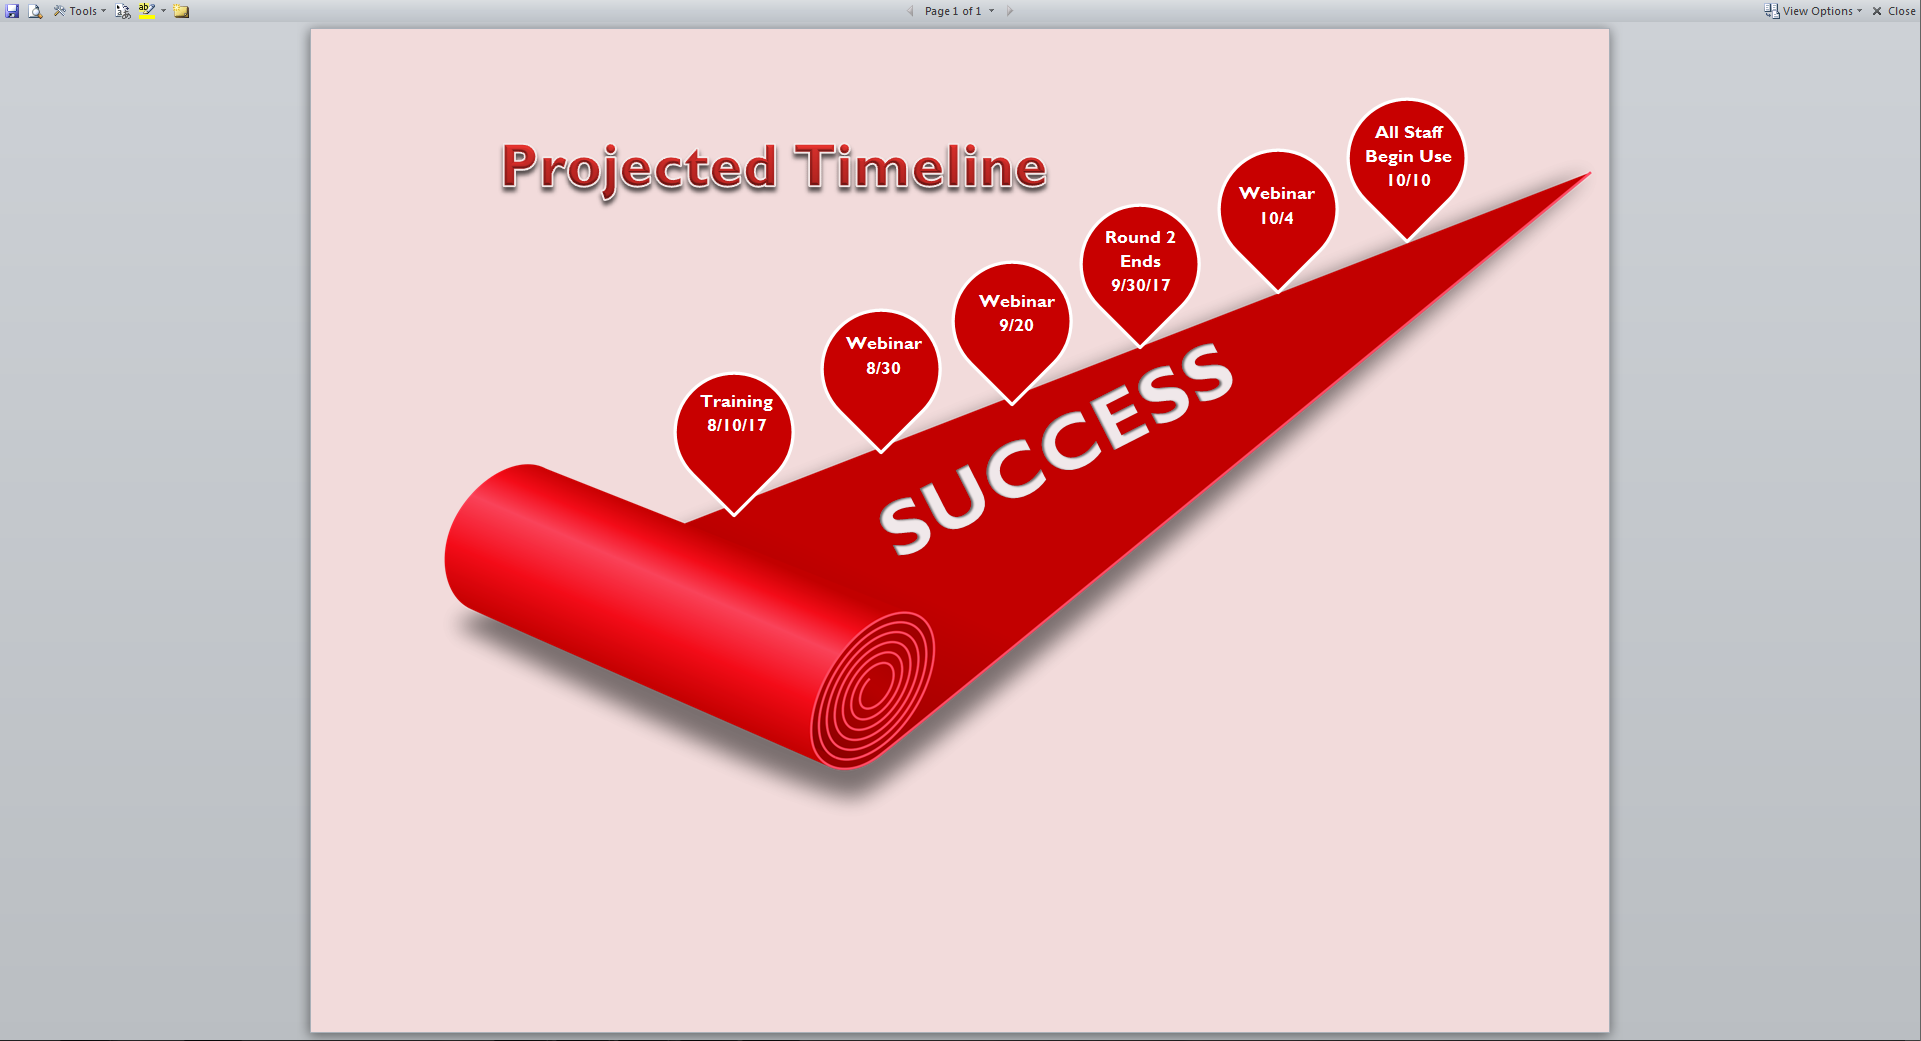 Tools
ab
Page 1 of 1
View Options
Close
Projected Timeline
Training
8/10/17
Webinar
8/30
Webinar
9/20
Round 2
Ends
9/30/17
Webinar
10/4
All Staff
Begin Use
10/10
SUCCESS